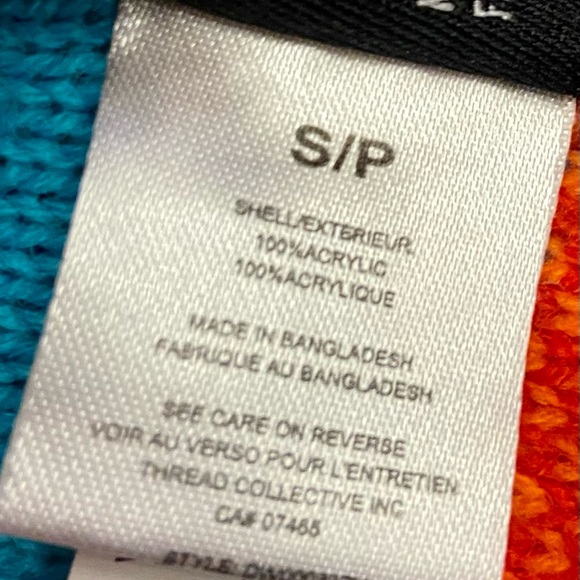 S/P
SHELL/EXTERIEUR
100%ACRYLIC
100%ACRYLIQUE
MADE IN BANGLADESH
FABRIQUE AU BANGLADESH
SEE CARE ON REVERSE
VOIR AU VERSO POUR L'ENTRETIEN
THREAD COLLECTIVE INC
CA# 07465
STYLE: